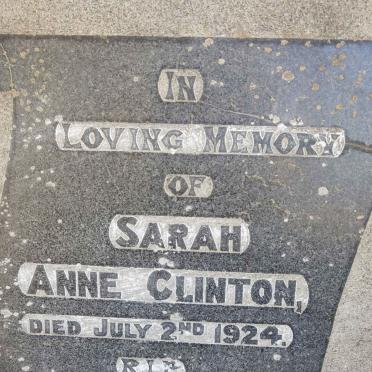 IN
LOVING MEMORY
OF
SARAH
ANNE CLINTON,
DIED JULY 2ND 1924.
R.I.P.